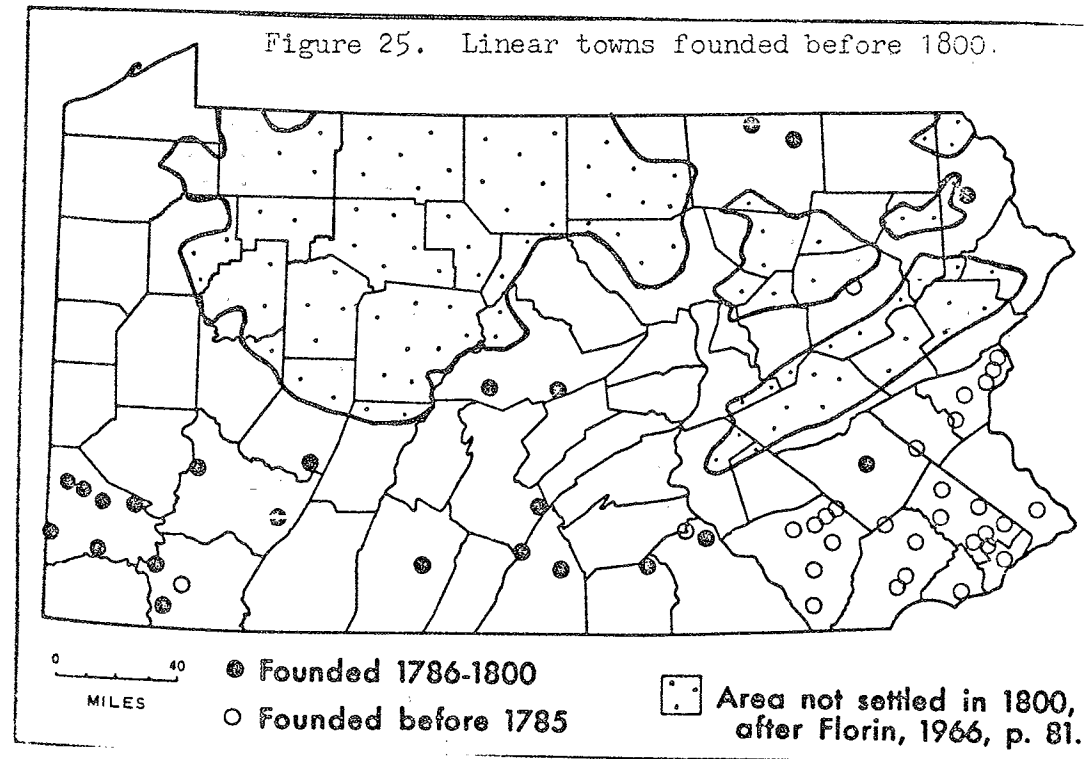 Figure 25. Linear towns founded before 1800.
0 40
MILES
Founded 1786-1800
Founded before 1785
Area not settled in 1800,
after Florin, 1966, p. 81.